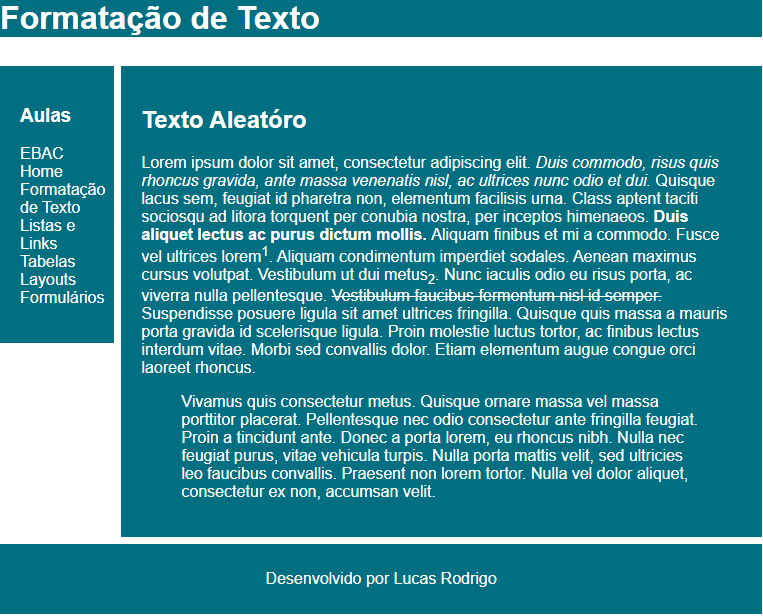 Formatação de Texto
Aulas
EBAC
Home
Formatação
de Texto
Listas e
Links
Tabelas
Layouts
Formulários
Texto Aleatóro
Lorem ipsum dolor sit amet, consectetur adipiscing elit. Duis commodo, risus quis
rhoncus gravida, ante massa venenatis nisl, ac ultrices nunc odio et dui. Quisque
lacus sem, feugiat id pharetra non, elementum facilisis urna. Class aptent taciti
sociosqu ad litora torquent per conubia nostra, per inceptos himenaeos. Duis
aliquet lectus ac purus dictum mollis. Aliquam finibus et mi a commodo. Fusce
vel ultrices lorem1. Aliquam condimentum imperdiet sodales. Aenean maximus
cursus volutpat. Vestibulum ut dui metus2. Nunc iaculis odio eu risus porta, ac
viverra nulla pellentesque. Vestibulum faucibus fermentum nisl id semper.
Suspendisse posuere ligula sit amet ultrices fringilla. Quisque quis massa a mauris
porta gravida id scelerisque ligula. Proin molestie luctus tortor, ac finibus lectus
interdum vitae. Morbi sed convallis dolor. Etiam elementum augue congue orci
laoreet rhoncus.
Vivamus quis consectetur metus. Quisque ornare massa vel massa
porttitor placerat. Pellentesque nec odio consectetur ante fringilla feugiat.
Proin a tincidunt ante. Donec a porta lorem, eu rhoncus nibh. Nulla nec
feugiat purus, vitae vehicula turpis. Nulla porta mattis velit, sed ultricies
leo faucibus convallis. Praesent non lorem tortor. Nulla vel dolor aliquet,
consectetur ex non, accumsan velit.
Desenvolvido por Lucas Rodrigo